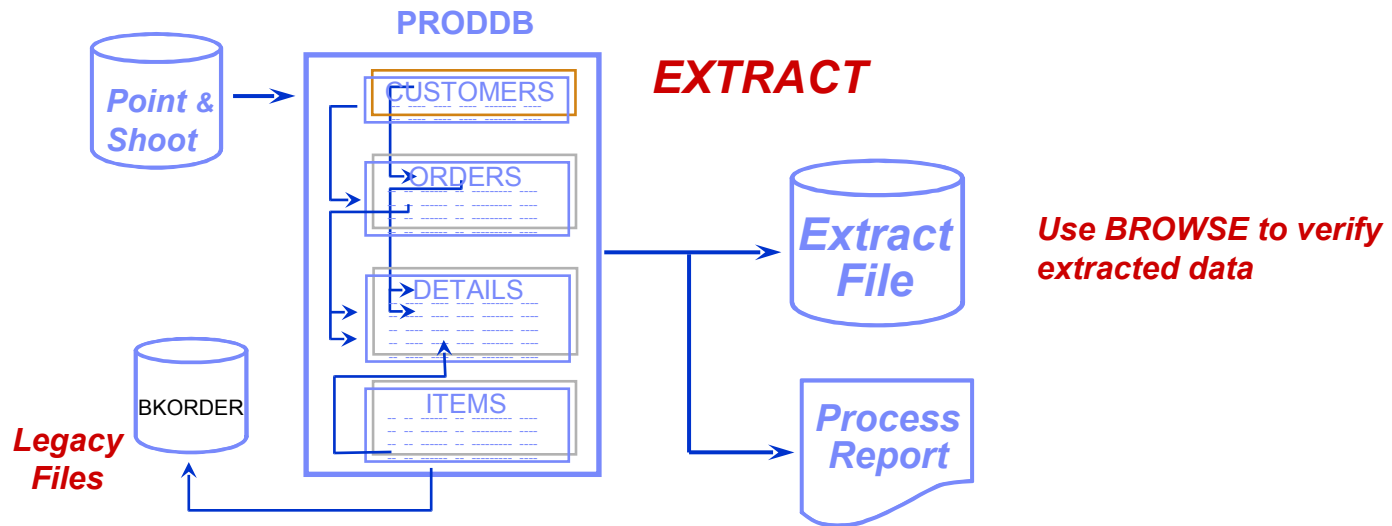 PRODDB
EXTRACT
Point &
Shoot
CUSTOMERS
ORDERS
DETAILS
ITEMS
BKORDER
Legacy
Files
Extract
File
Use BROWSE to verify
extracted data
Process
Report